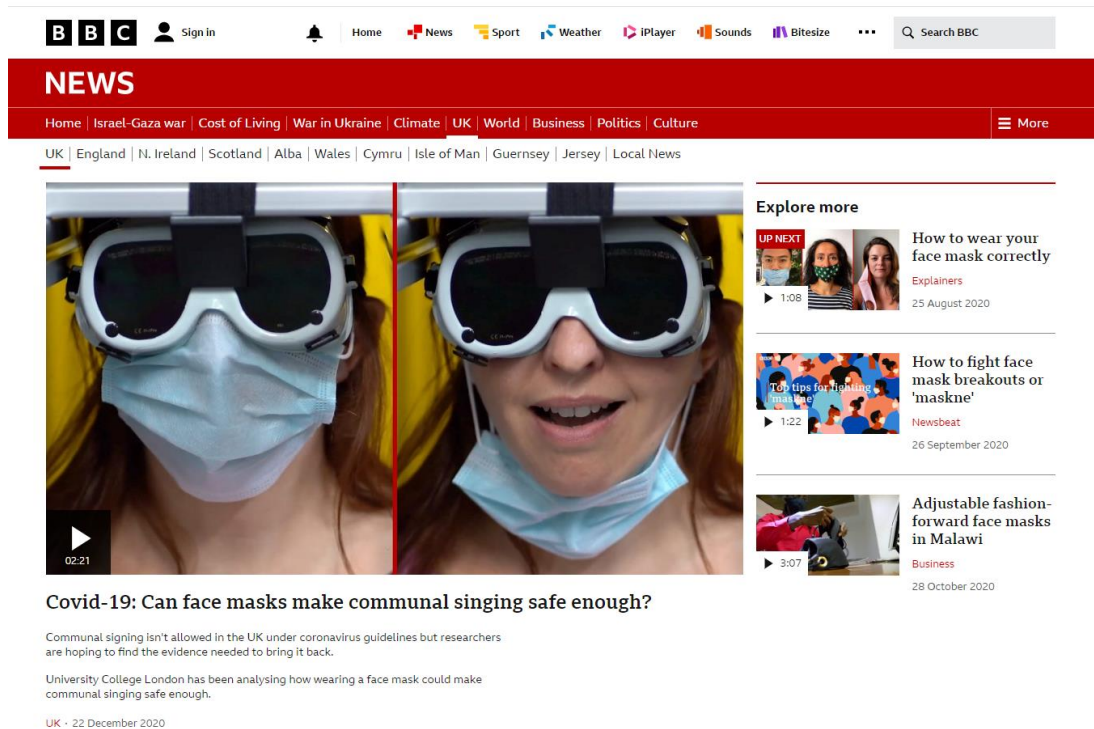 BBC Sign in Home News Sport Weather iPlayer Sounds Bitesize ... Search BBC
NEWS
Home Israel-Gaza war Cost of Living War in Ukraine Climate UK World Business Politics Culture More
UK England N. Ireland Scotland Alba Wales Cymru Isle of Man Guernsey Jersey Local News
02:21
Covid-19: Can face masks make communal singing safe enough?
Communal signing isn't allowed in the UK under coronavirus guidelines but researchers
are hoping to find the evidence needed to bring it back.
University College London has been analysing how wearing a face mask could make
communal singing safe enough.
UK · 22 December 2020
Explore more
UP NEXT
1:08
How to wear your
face mask correctly
Explainers
25 August 2020
Top tips for fighting
'maskne'
1:22
How to fight face
mask breakouts or
'maskne'
Newsbeat
26 September 2020
3:07
Adjustable fashion-
forward face masks
in Malawi
Business
28 October 2020